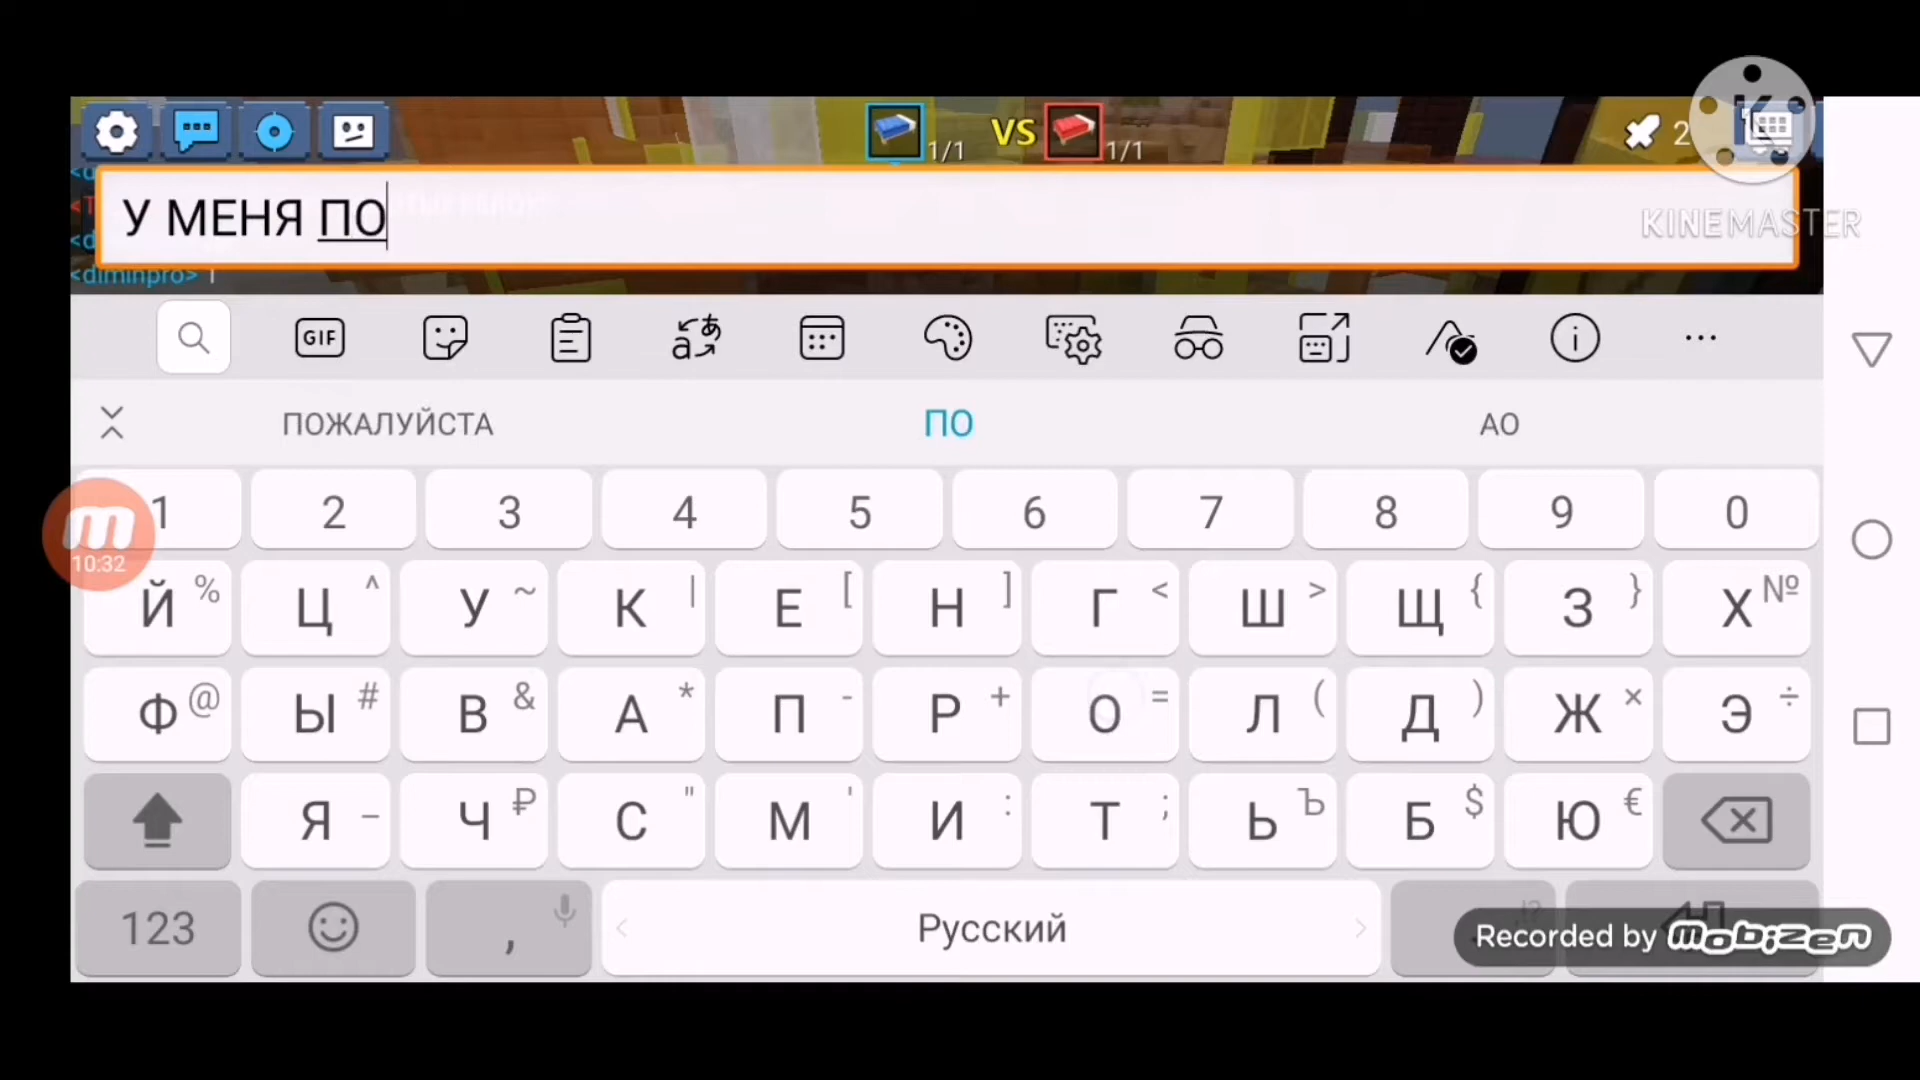 1/1 VS 1/1 2
У МЕНЯ ПО
KINEMASTER
<diminpro>
GIF
ПОЖАЛУЙСТА ПО АО
1 2 3 4 5 6 7 8 9 0
10:32
Й % Ц ^ У ~ К | Е [ Н ] Г < Ш > Щ { З } Х №
Ф @ Ы # В & А * П - Р + О = Л ( Д ) Ж × Э ÷
Я – Ч ₽ С " М ' И : Т ; Ь Ъ Б $ Ю €
123 , Русский !?
Recorded by mobizen